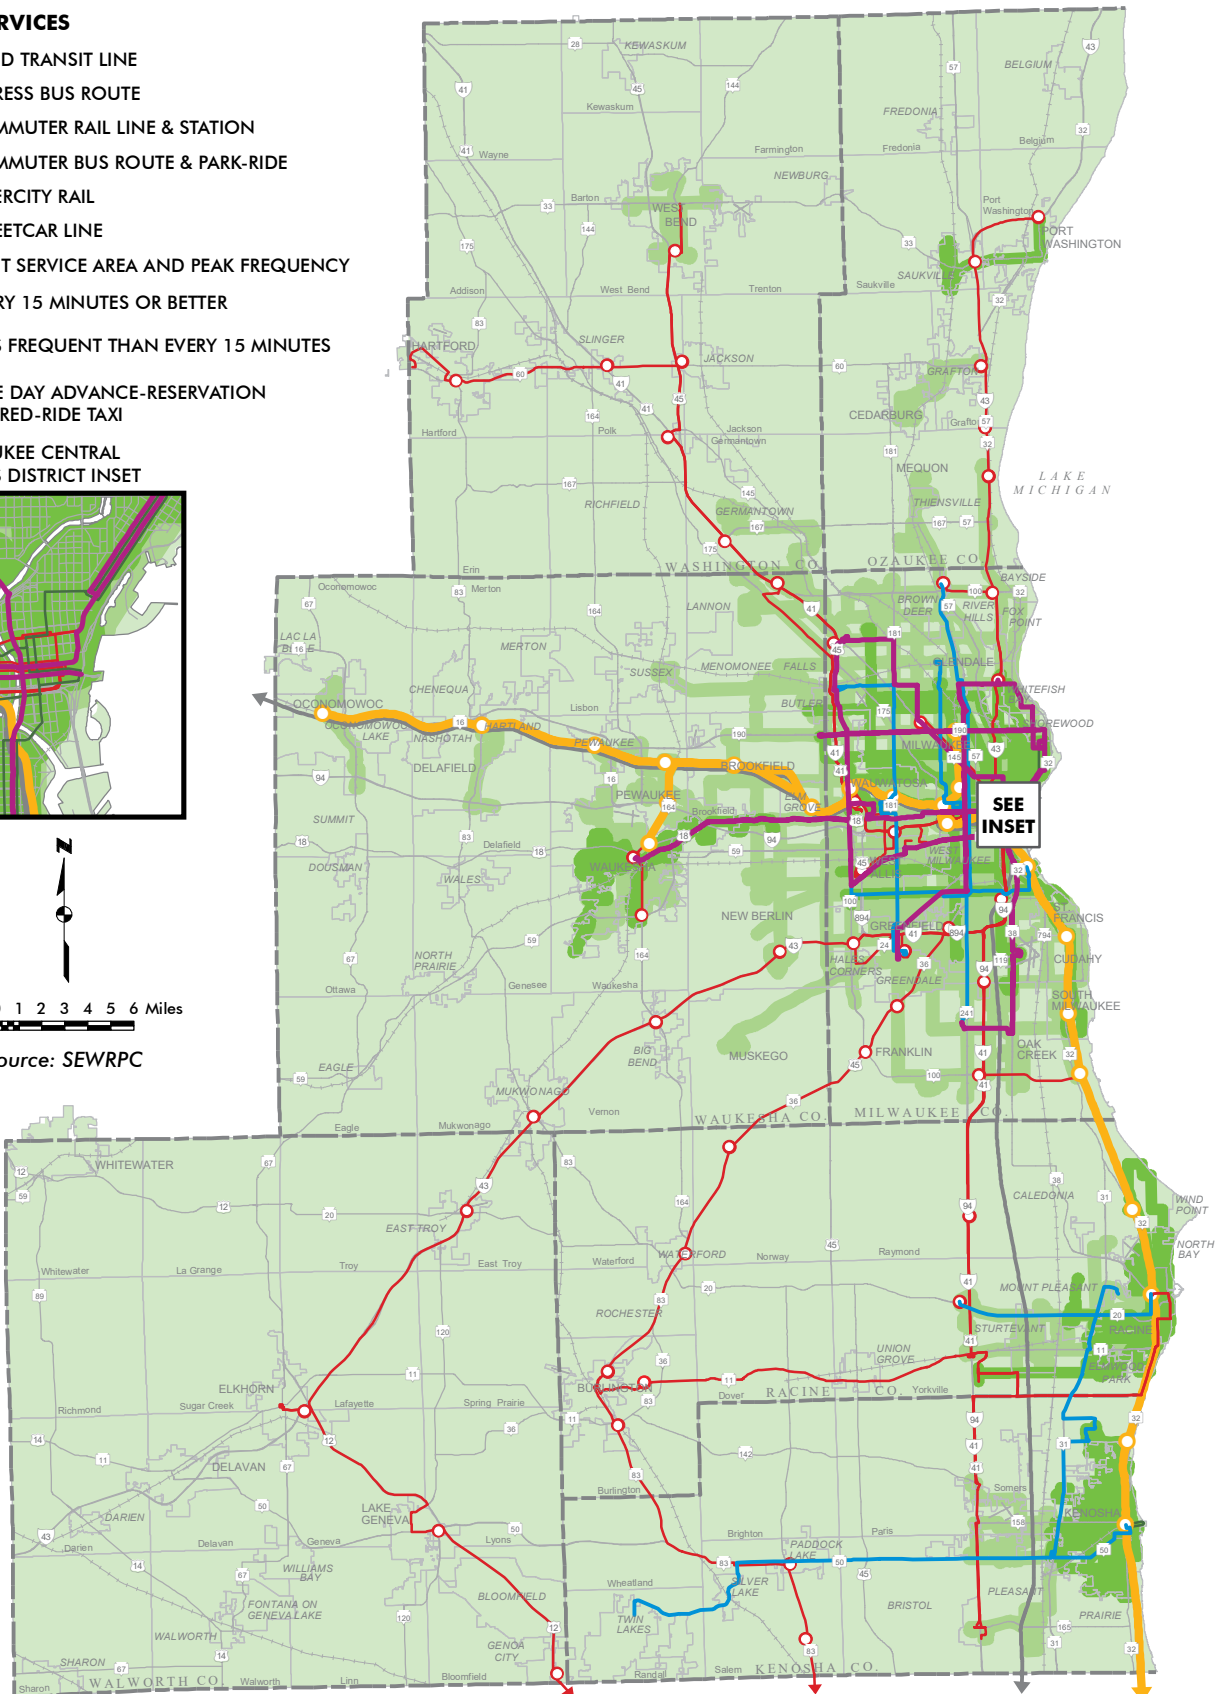 RVICES
D TRANSIT LINE
RESS BUS ROUTE
MMUTER RAIL LINE & STATION
MMUTER BUS ROUTE & PARK-RIDE
ERCITY RAIL
EETCAR LINE
T SERVICE AREA AND PEAK FREQUENCY
RY 15 MINUTES OR BETTER
S FREQUENT THAN EVERY 15 MINUTES
E DAY ADVANCE-RESERVATION
RED-RIDE TAXI
UKEE CENTRAL
S DISTRICT INSET
N
0 1 2 3 4 5 6 Miles
ource: SEWRPC
KEWASKUM
Kewaskum
Wayne
BELGIUM
FREDONIA
Fredonia
Belgium
Farmington
NEWBURG
Barton
WEST
BEND
Port
Washington
PORT
WASHINGTON
SAUKVILLE
Saukville
Addison
West Bend
Trenton
HARTFORD
SLINGER
JACKSON
GRAFTON
CEDARBURG
Grafton
Hartford
Polk
Jackson
Germantown
MEQUON
LAKE
MICHIGAN
RICHFIELD
GERMANTOWN
THIENSVILLE
Erin
WASHINGTON CO.
OZAUKEE CO.
BAYSIDE
Oconomowoc
Merton
LANNON
BROWN
DEER
RIVER
HILLS
FOX
POINT
LAC LA
MERTON
SUSSEX
MENOMONEE FALLS
GLENDALE
CHENEQUA
Lisbon
BUTLER
WHITEFISH
SHOREWOOD
OCONOMOWOC
OCONOMOWOC
LAKE
NASHOTAH
HARTLAND
PEWAUKEE
MILWAUKEE
DELAFIELD
BROOKFIELD
PEWAUKEE
WAUWATOSA
ELM
GROVE
Brookfield
SEE
INSET
SUMMIT
Delafield
DOUSMAN
WALES
WAUKESHA
WEST
MILWAUKEE
WEST
ALLIS
NEW BERLIN
ST.
FRANCIS
GREENFIELD
NORTH
PRAIRIE
HALES
CORNERS
GREENDALE
CUDAHY
Ottawa
Genesee
Waukesha
SOUTH
MILWAUKEE
BIG
BEND
MUSKEGO
FRANKLIN
OAK
CREEK
EAGLE
MUKWONAGO
Vernon
WAUKESHA CO.
MILWAUKEE CO.
Eagle
Mukwonago
WHITEWATER
CALEDONIA
WIND
POINT
NORTH
BAY
EAST TROY
WATERFORD
Whitewater
La Grange
Troy
East Troy
Waterford
Norway
Raymond
MOUNT PLEASANT
ROCHESTER
STURTEVANT
RACINE
UNION
GROVE
ELMWOOD
PARK
ELKHORN
BURLINGTON
Dover
RACINE CO.
Yorkville
Richmond
Sugar Creek
Lafayette
Spring Prairie
DELAVAN
Burlington
Somers
LAKE
GENEVA
KENOSHA
DARIEN
Darien
Delavan
Geneva
Lyons
Brighton
Paris
PADDOCK
LAKE
WILLIAMS
BAY
BLOOMFIELD
Wheatland
SILVER
LAKE
PLEASANT
PRAIRIE
FONTANA ON
GENEVA LAKE
TWIN
LAKES
BRISTOL
WALWORTH
GENOA
CITY
SHARON
Sharon
WALWORTH CO.
Walworth
Linn
Bloomfield
Randall
Salem
KENOSHA CO.